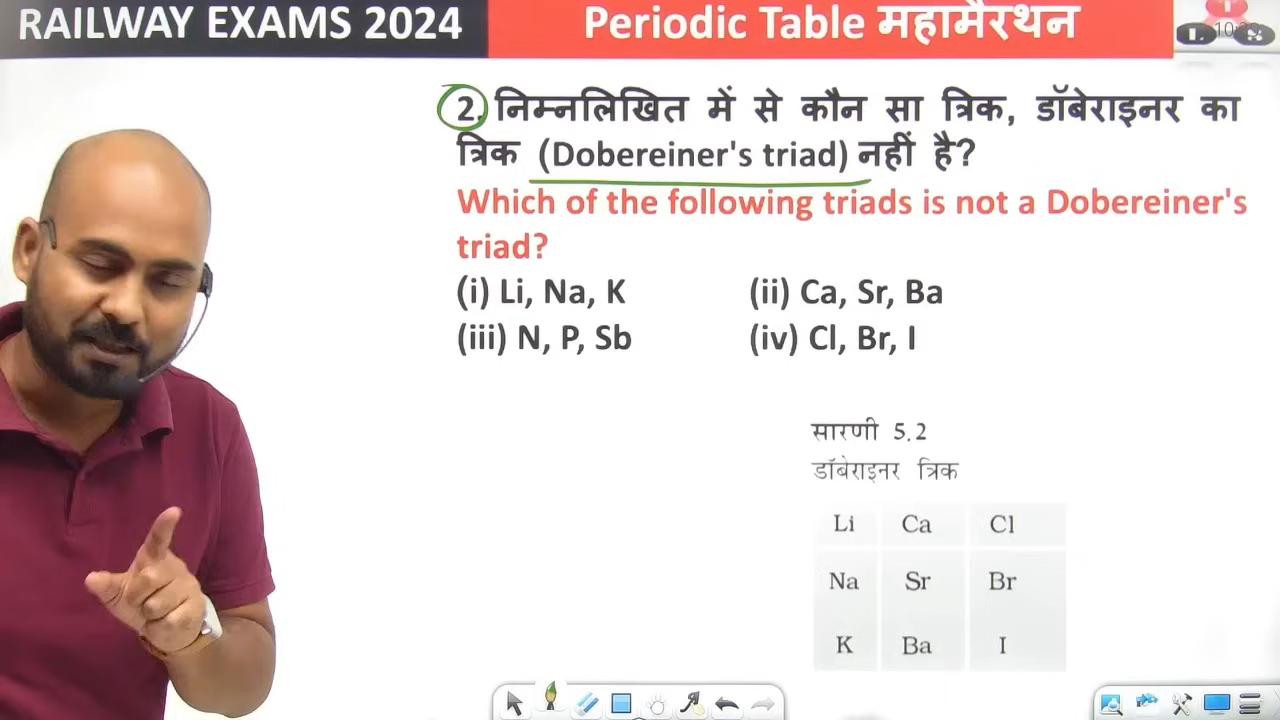 RAILWAY EXAMS 2024
Periodic Table महामैरथन
2. निम्नलिखित में से कौन सा त्रिक, डॉबेराइनर का
त्रिक (Dobereiner's triad) नहीं है?
Which of the following triads is not a Dobereiner's
triad?
(i) Li, Na, K (ii) Ca, Sr, Ba
(iii) N, P, Sb (iv) Cl, Br, I
सारणी 5.2
डॉबेराइनर त्रिक
Li Ca Cl
Na Sr Br
K Ba I